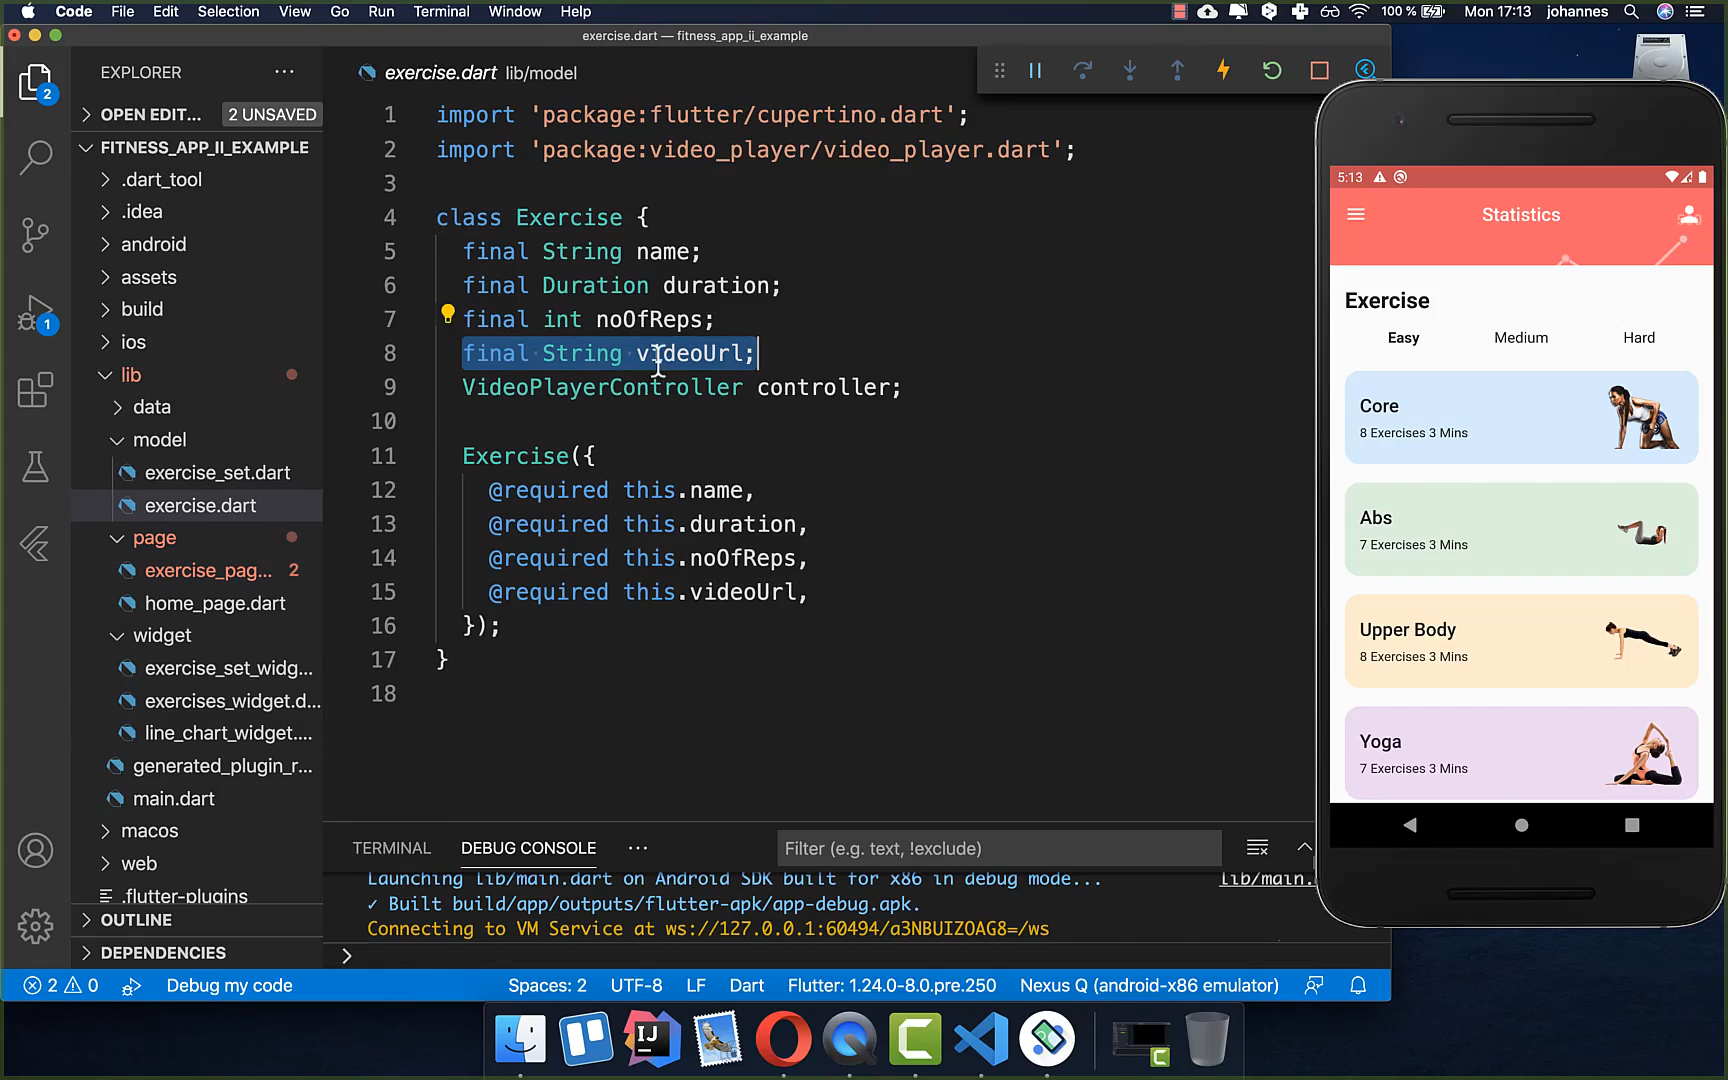 Code File Edit Selection View Go Run Terminal Window Help 100 % Mon 17:13 johannes
exercise.dart — fitness_app_ii_example
EXPLORER
OPEN EDIT... 2 UNSAVED
FITNESS_APP_II_EXAMPLE
.dart_tool
.idea
android
assets
build
ios
lib
data
model
exercise_set.dart
exercise.dart
page
exercise_pag... 2
home_page.dart
widget
exercise_set_widg...
exercises_widget.d...
line_chart_widget....
generated_plugin_r...
main.dart
macos
web
.flutter-plugins
OUTLINE
DEPENDENCIES
2
1
exercise.dart lib/model
1 import 'package:flutter/cupertino.dart';
2 import 'package:video_player/video_player.dart';
3
4 class Exercise {
5 final String name;
6 final Duration duration;
7 final int noOfReps;
8 final String videoUrl;
9 VideoPlayerController controller;
10
11 Exercise({
12 @required this.name,
13 @required this.duration,
14 @required this.noOfReps,
15 @required this.videoUrl,
16 });
17 }
18
TERMINAL DEBUG CONSOLE ... Filter (e.g. text, !exclude)
Launching lib/main.dart on Android SDK built for x86 in debug mode... lib/main.
✓ Built build/app/outputs/flutter-apk/app-debug.apk.
Connecting to VM Service at ws://127.0.0.1:60494/a3NBUIZOAG8=/ws
2 0 Debug my code Spaces: 2 UTF-8 LF Dart Flutter: 1.24.0-8.0.pre.250 Nexus Q (android-x86 emulator)
5:13
Statistics
Exercise
Easy Medium Hard
Core
8 Exercises 3 Mins
Abs
7 Exercises 3 Mins
Upper Body
8 Exercises 3 Mins
Yoga
7 Exercises 3 Mins
IJ